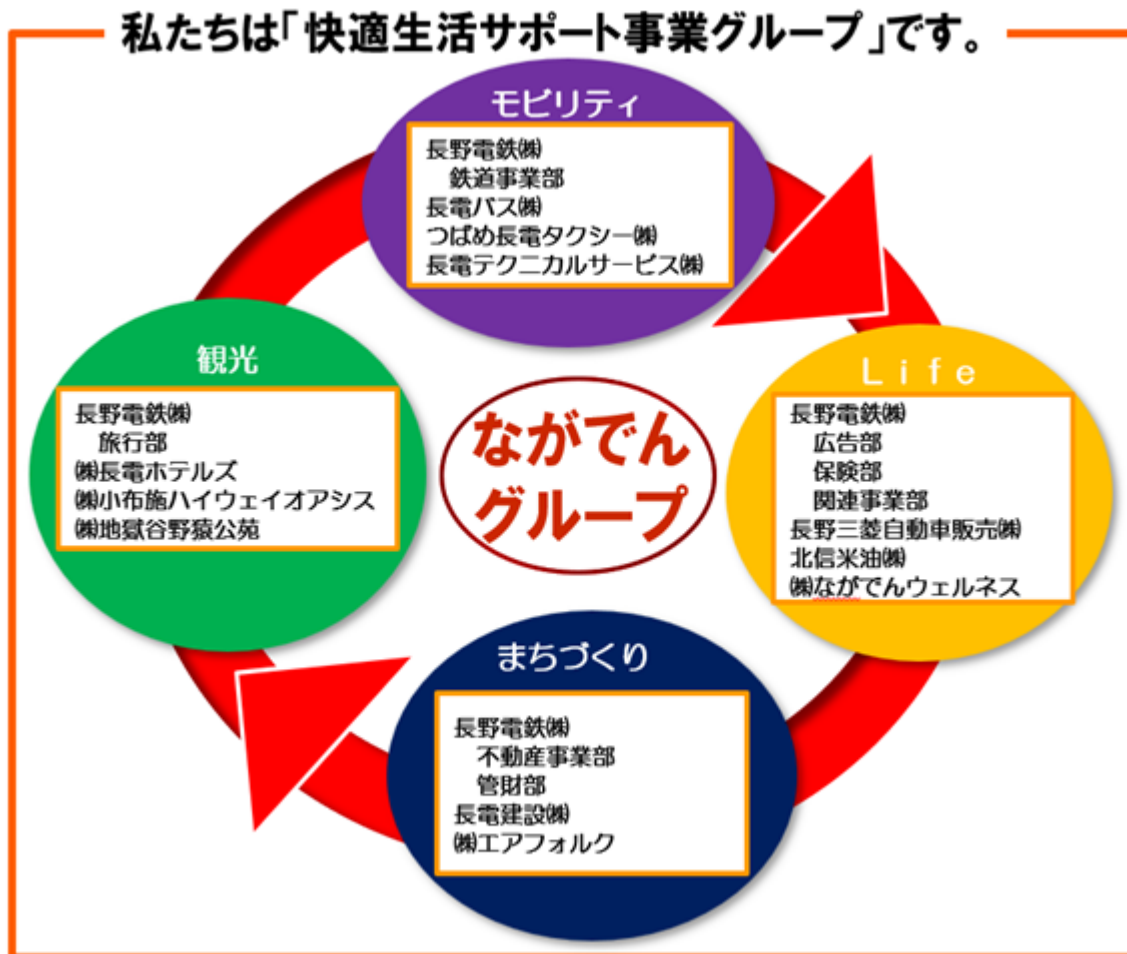 私たちは「快適生活サポート事業グループ」です。
モビリティ
長野電鉄㈱
鉄道事業部
長電バス㈱
つばめ長電タクシー㈱
長電テクニカルサービス㈱
観光
長野電鉄㈱
旅行部
㈱長電ホテルズ
㈱小布施ハイウェイオアシス
㈱地獄谷野猿公苑
ながでん
グループ
Life
長野電鉄㈱
広告部
保険部
関連事業部
長野三菱自動車販売㈱
北信米油㈱
㈱ながでんウェルネス
まちづくり
長野電鉄㈱
不動産事業部
管財部
長電建設㈱
㈱エアフォルク